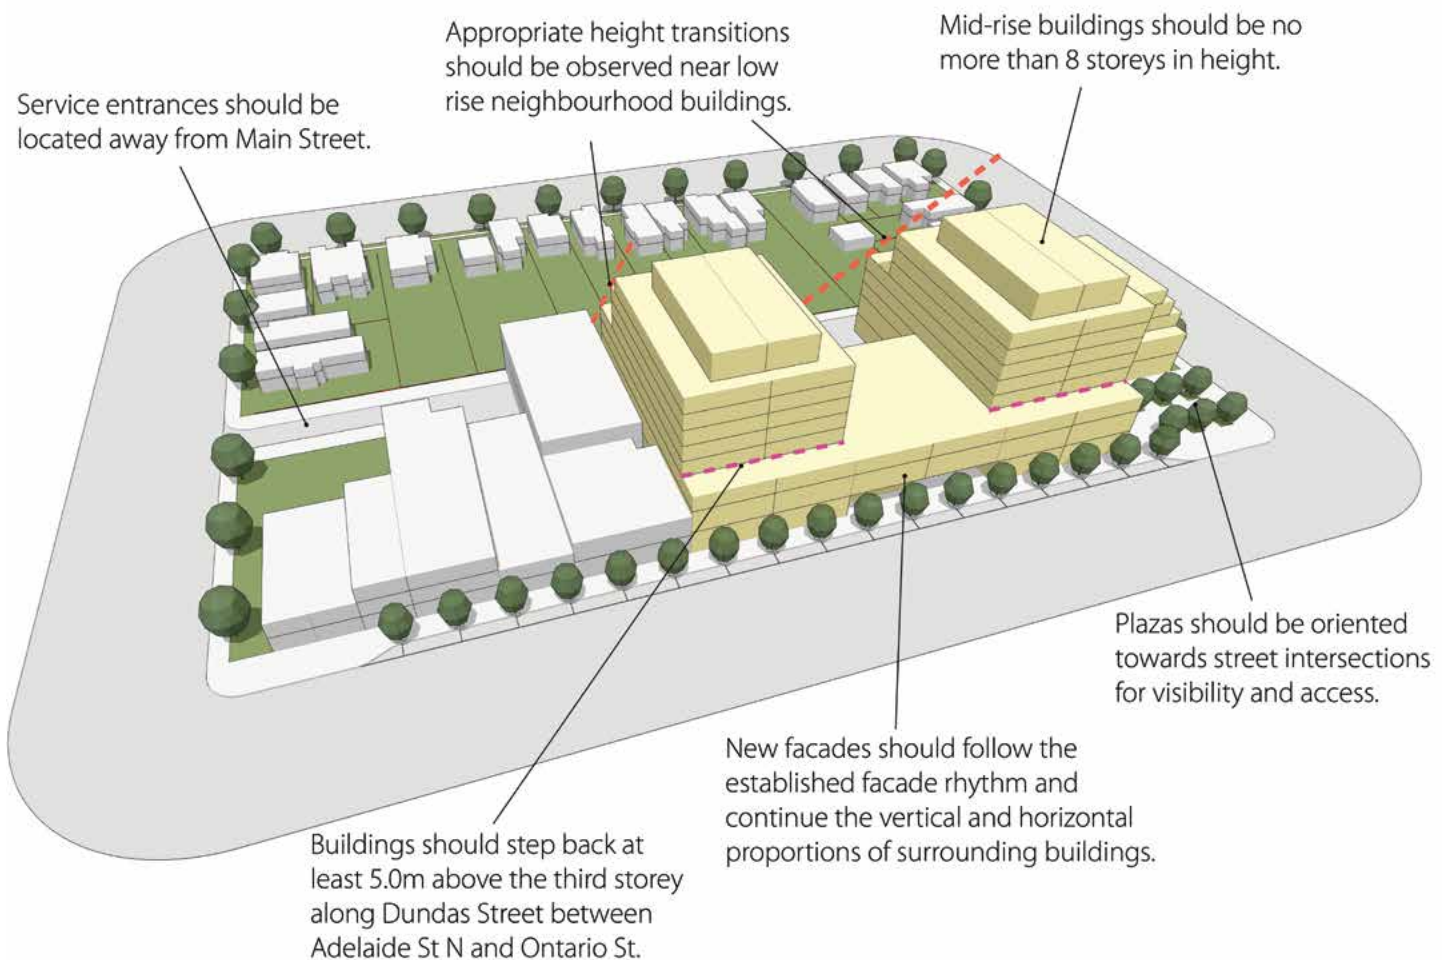 Appropriate height transitions
should be observed near low
rise neighbourhood buildings.
Mid-rise buildings should be no
more than 8 storeys in height.
Service entrances should be
located away from Main Street.
Plazas should be oriented
towards street intersections
for visibility and access.
New facades should follow the
established facade rhythm and
continue the vertical and horizontal
proportions of surrounding buildings.
Buildings should step back at
least 5.0m above the third storey
along Dundas Street between
Adelaide St N and Ontario St.